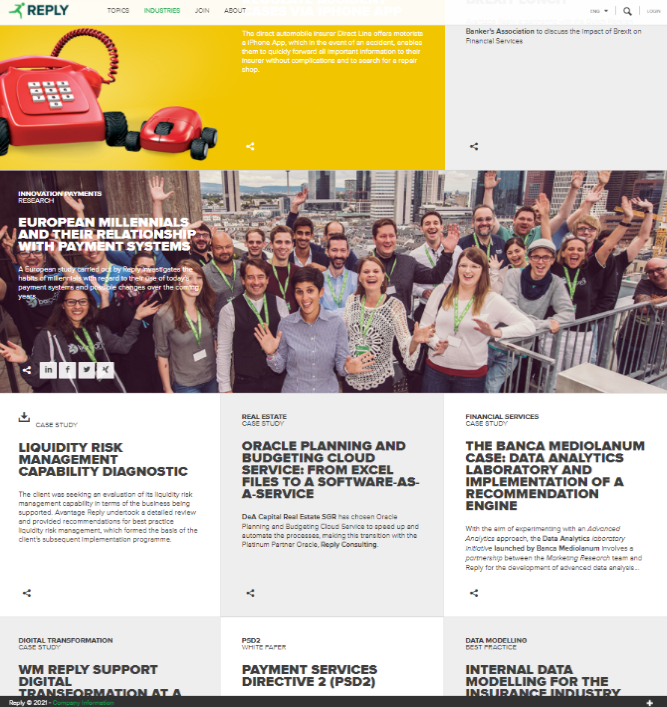 REPLY
TOPICS INDUSTRIES JOIN ABOUT
ENG
LOGIN
The direct automobile insurer Direct Line offers motorists
a iPhone App, which in the event of an accident, enables
them to quickly forward all important information to their
insurer without complications and to search for a repair
shop.
Banker's Association to discuss the impact of Brexit on
Financial Services
INNOVATION PAYMENTS
RESEARCH
EUROPEAN MILLENNIALS
AND THEIR RELATIONSHIP
WITH PAYMENT SYSTEMS
A European study carried out by Reply investigates the
habits of millennials with regard to their use of today's
payment systems and possible changes over the coming
years.
CASE STUDY
LIQUIDITY RISK
MANAGEMENT
CAPABILITY DIAGNOSTIC
The client was seeking an evaluation of its liquidity risk
management capability in terms of the business being
supported. Avantage Reply undertook a detailed review
and provided recommendations for best practice
liquidity risk management, which formed the basis of the
client's subsequent implementation programme.
REAL ESTATE
CASE STUDY
ORACLE PLANNING AND
BUDGETING CLOUD
SERVICE: FROM EXCEL
FILES TO A SOFTWARE-AS-
A-SERVICE
DeA Capital Real Estate SGR has chosen Oracle
Planning and Budgeting Cloud Service to speed up and
automate the processes, making this transition with the
Platinum Partner Oracle, Reply Consulting.
FINANCIAL SERVICES
CASE STUDY
THE BANCA MEDIOLANUM
CASE: DATA ANALYTICS
LABORATORY AND
IMPLEMENTATION OF A
RECOMMENDATION
ENGINE
With the aim of experimenting with an Advanced
Analytics approach, the Data Analytics laboratory
initiative launched by Banca Mediolanum involves a
partnership between the Marketing Research team and
Reply for the development of advanced data analysis...
DIGITAL TRANSFORMATION
CASE STUDY
WM REPLY SUPPORT
DIGITAL
TRANSFORMATION AT A
PSD2
WHITE PAPER
PAYMENT SERVICES
DIRECTIVE 2 (PSD2)
DATA MODELLING
BEST PRACTICE
INTERNAL DATA
MODELLING FOR THE
INSURANCE INDUSTRY
Reply © 2021 - Company Information